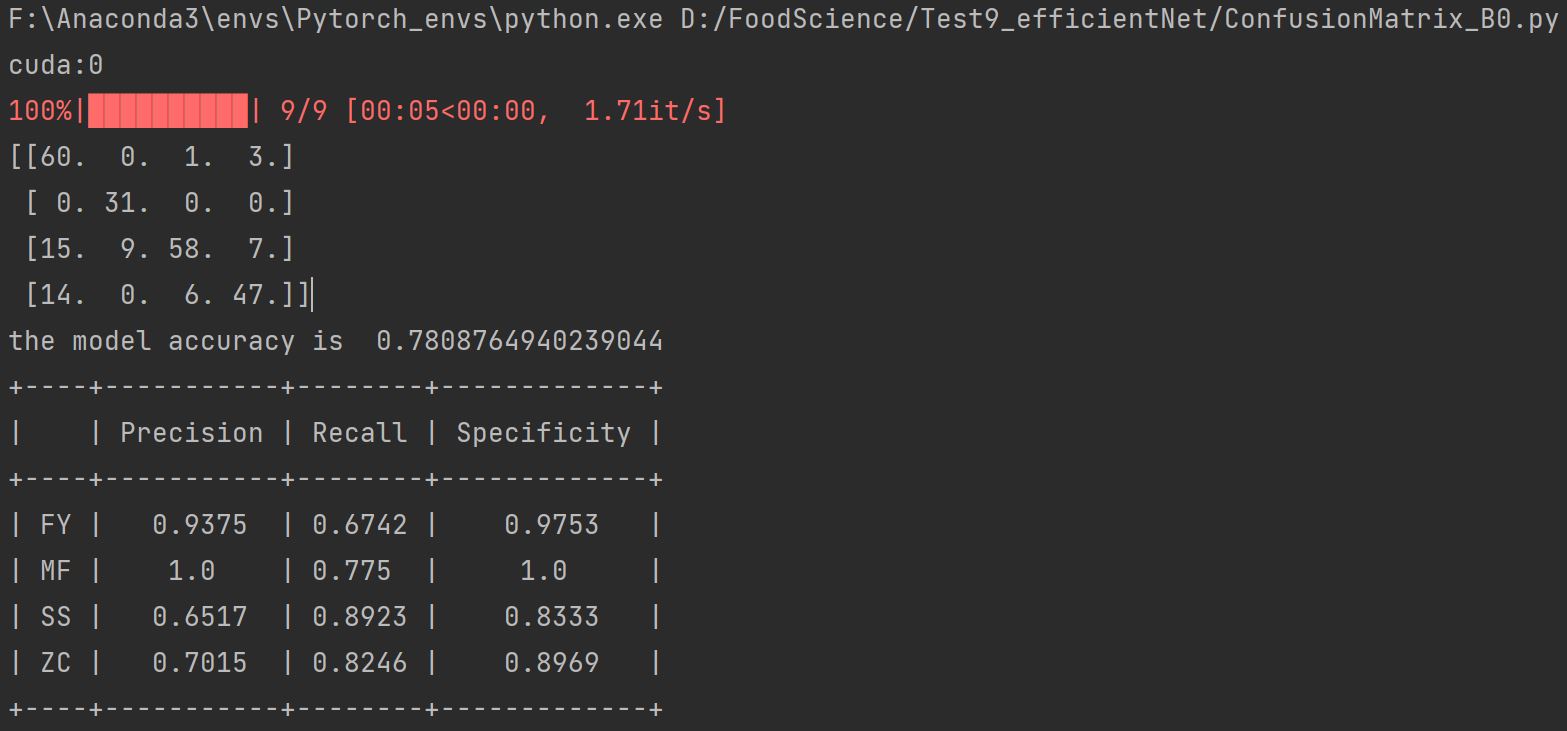 F:\Anaconda3\envs\Pytorch_envs\python.exe D:/FoodScience/Test9_efficientNet/ConfusionMatrix_B0.py
cuda:0
100%|██████████| 9/9 [00:05<00:00,  1.71it/s]
[[60.  0.  1.  3.]
 [ 0. 31.  0.  0.]
 [15.  9. 58.  7.]
 [14.  0.  6. 47.]]
the model accuracy is  0.7808764940239044
+----+-----------+--------+-------------+
|    | Precision | Recall | Specificity |
+----+-----------+--------+-------------+
| FY |   0.9375  | 0.6742 |    0.9753   |
| MF |    1.0    | 0.775  |     1.0     |
| SS |   0.6517  | 0.8923 |    0.8333   |
| ZC |   0.7015  | 0.8246 |    0.8969   |
+----+-----------+--------+-------------+